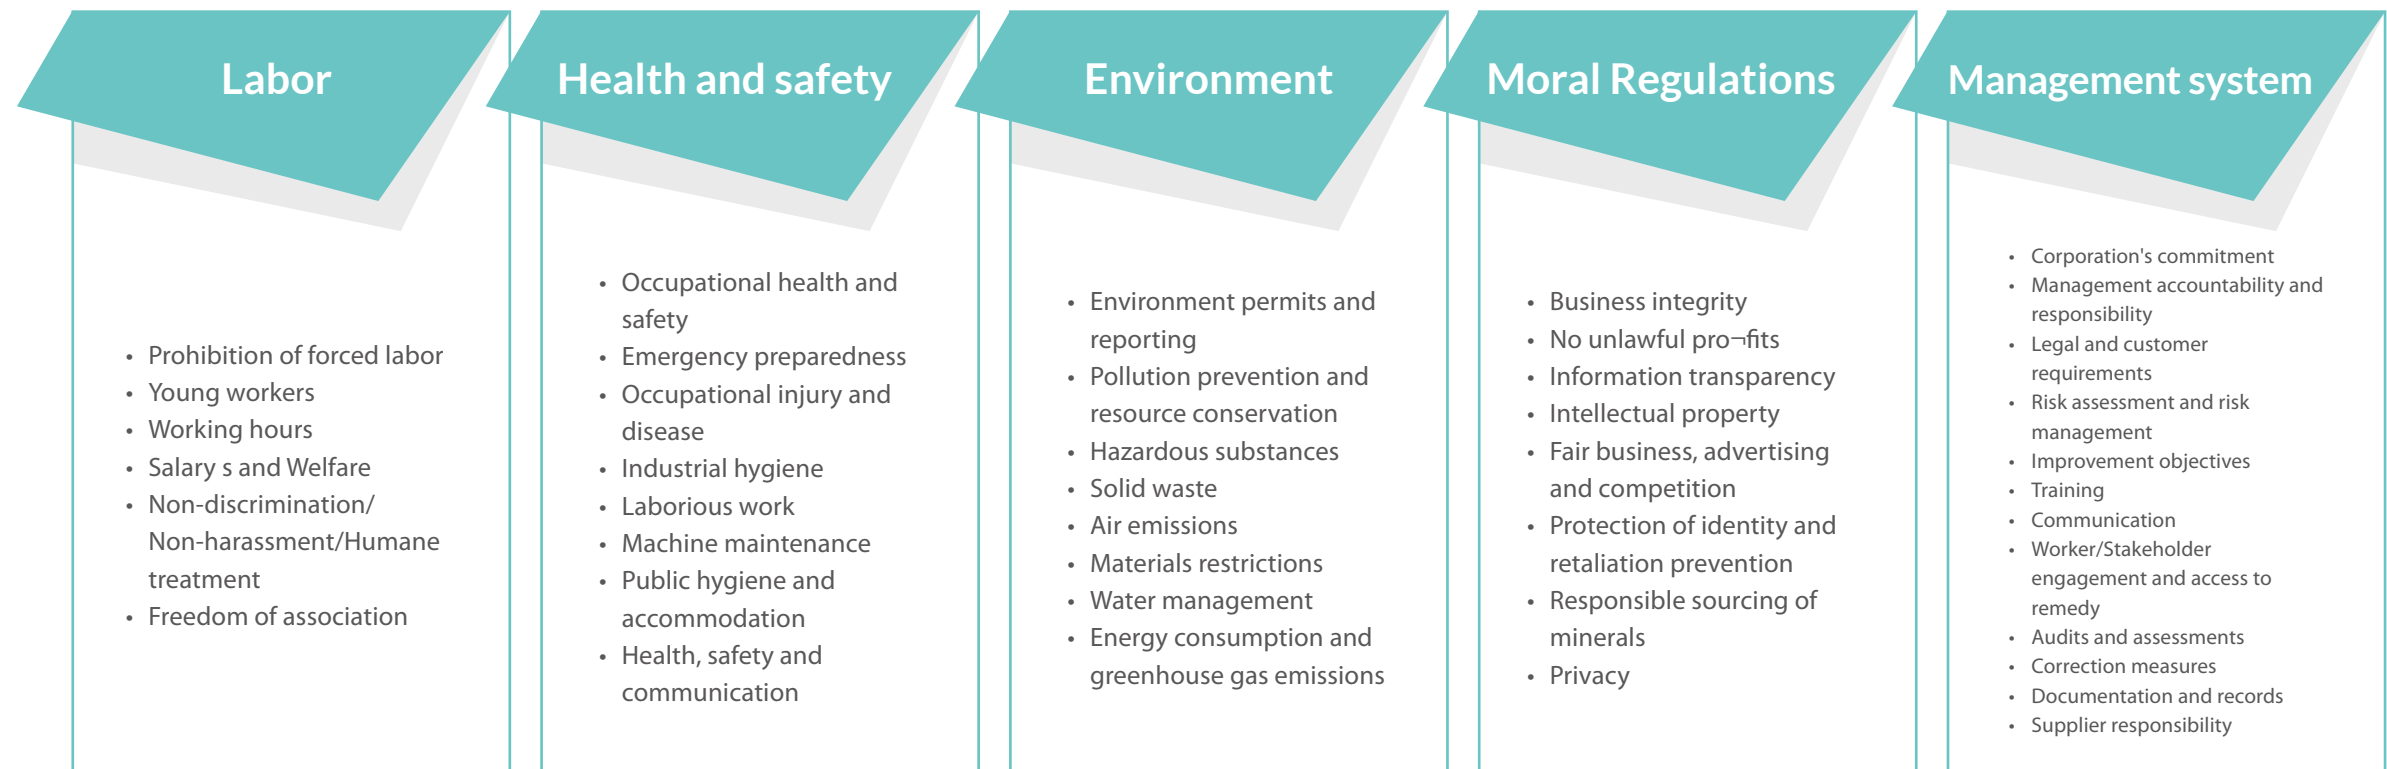 Labor
• Prohibition of forced labor
• Young workers
• Working hours
• Salary s and Welfare
• Non-discrimination/
Non-harassment/Humane
treatment
• Freedom of association
Health and safety
• Occupational health and
safety
• Emergency preparedness
• Occupational injury and
disease
• Industrial hygiene
• Laborious work
• Machine maintenance
• Public hygiene and
accommodation
• Health, safety and
communication
Environment
• Environment permits and
reporting
• Pollution prevention and
resource conservation
• Hazardous substances
• Solid waste
• Air emissions
• Materials restrictions
• Water management
• Energy consumption and
greenhouse gas emissions
Moral Regulations
• Business integrity
• No unlawful pro¬fits
• Information transparency
• Intellectual property
• Fair business, advertising
and competition
• Protection of identity and
retaliation prevention
• Responsible sourcing of
minerals
• Privacy
Management system
• Corporation's commitment
• Management accountability and
responsibility
• Legal and customer
requirements
• Risk assessment and risk
management
• Improvement objectives
• Training
• Communication
• Worker/Stakeholder
engagement and access to
remedy
• Audits and assessments
• Correction measures
• Documentation and records
• Supplier responsibility